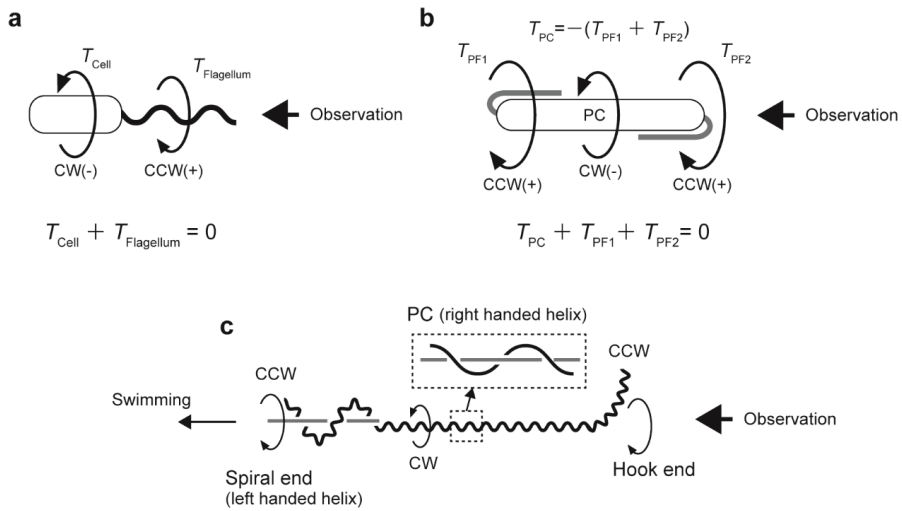 a
T_Cell
T_Flagellum
Observation
CW(-)
CCW(+)
T_Cell + T_Flagellum = 0
b
T_PC=−(T_PF1 + T_PF2)
T_PF1
T_PF2
PC
Observation
CCW(+)
CW(-)
CCW(+)
T_PC + T_PF1 + T_PF2 = 0
c
PC (right handed helix)
CCW
CCW
Swimming
Observation
CW
Spiral end
(left handed helix)
Hook end